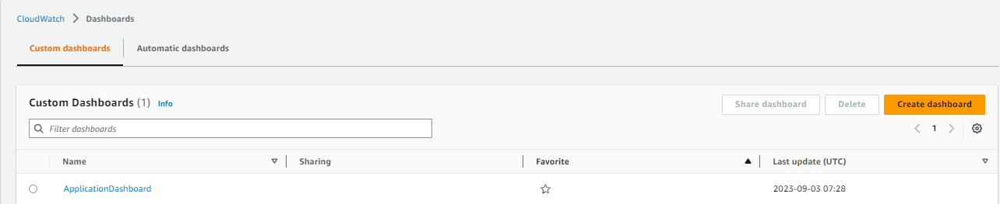 CloudWatch > Dashboards
Custom dashboards Automatic dashboards
Custom Dashboards (1) Info Share dashboard Delete Create dashboard
Filter dashboards
1
Name Sharing Favorite Last update (UTC)
ApplicationDashboard 2023-09-03 07:28